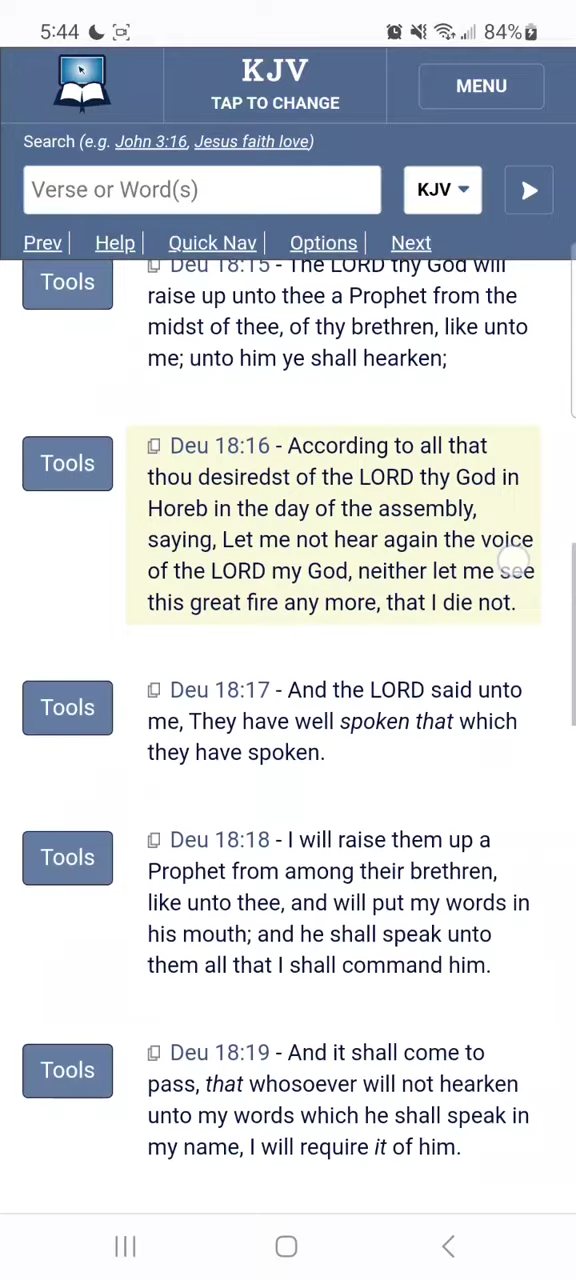 5:44 84%
KJV
TAP TO CHANGE
MENU
Search (e.g. John 3:16, Jesus faith love)
Verse or Word(s)
KJV
Prev Help Quick Nav Options Next
Tools
Deu 18:15 - The LORD thy God will
raise up unto thee a Prophet from the
midst of thee, of thy brethren, like unto
me; unto him ye shall hearken;
Tools
Deu 18:16 - According to all that
thou desiredst of the LORD thy God in
Horeb in the day of the assembly,
saying, Let me not hear again the voice
of the LORD my God, neither let me see
this great fire any more, that I die not.
Tools
Deu 18:17 - And the LORD said unto
me, They have well spoken that which
they have spoken.
Tools
Deu 18:18 - I will raise them up a
Prophet from among their brethren,
like unto thee, and will put my words in
his mouth; and he shall speak unto
them all that I shall command him.
Tools
Deu 18:19 - And it shall come to
pass, that whosoever will not hearken
unto my words which he shall speak in
my name, I will require it of him.